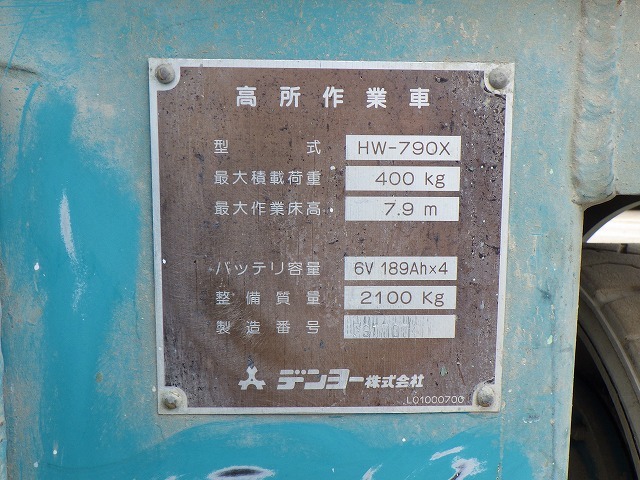 高所作業車
型式 HW-790X
最大積載荷重 400 kg
最大作業床高 7.9 m
バッテリ容量 6V 189Ah×4
整備質量 2100 Kg
製造番号
デンヨー株式会社
L01000700